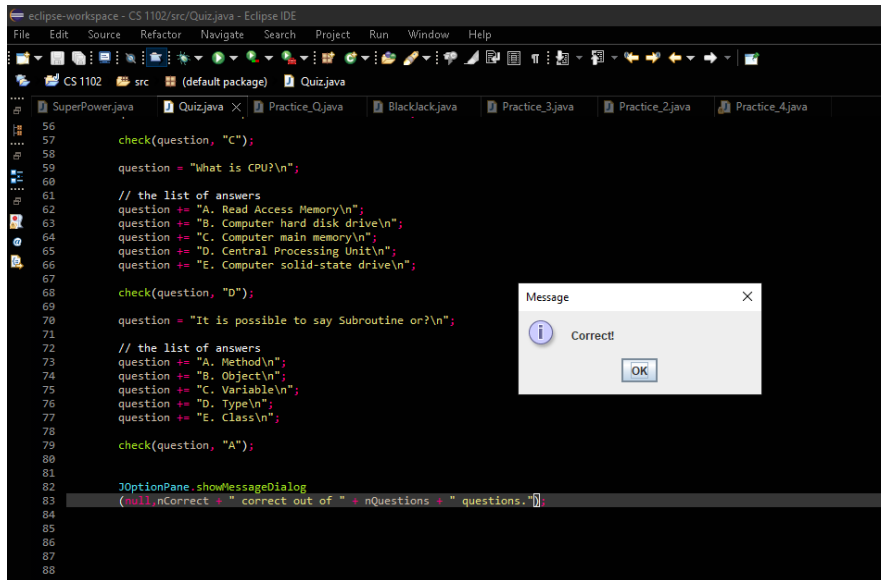 eclipse-workspace - CS 1102/src/Quiz.java - Eclipse IDE
File Edit Source Refactor Navigate Search Project Run Window Help
CS 1102 src (default package) Quiz.java
SuperPower.java Quiz.java Practice_Q.java BlackJack.java Practice_3.java Practice_2.java Practice_4.java
56
57 check(question, "C");
58
59 question = "What is CPU?\n";
60
61 // the list of answers
62 question += "A. Read Access Memory\n";
63 question += "B. Computer hard disk drive\n";
64 question += "C. Computer main memory\n";
65 question += "D. Central Processing Unit\n";
66 question += "E. Computer solid-state drive\n";
67
68 check(question, "D");
69
70 question = "It is possible to say Subroutine or?\n";
71
72 // the list of answers
73 question += "A. Method\n";
74 question += "B. Object\n";
75 question += "C. Variable\n";
76 question += "D. Type\n";
77 question += "E. Class\n";
78
79 check(question, "A");
80
81
82 JOptionPane.showMessageDialog
83 (null,nCorrect + " correct out of " + nQuestions + " questions.");
84
85
86
87
88
Message
Correct!
OK